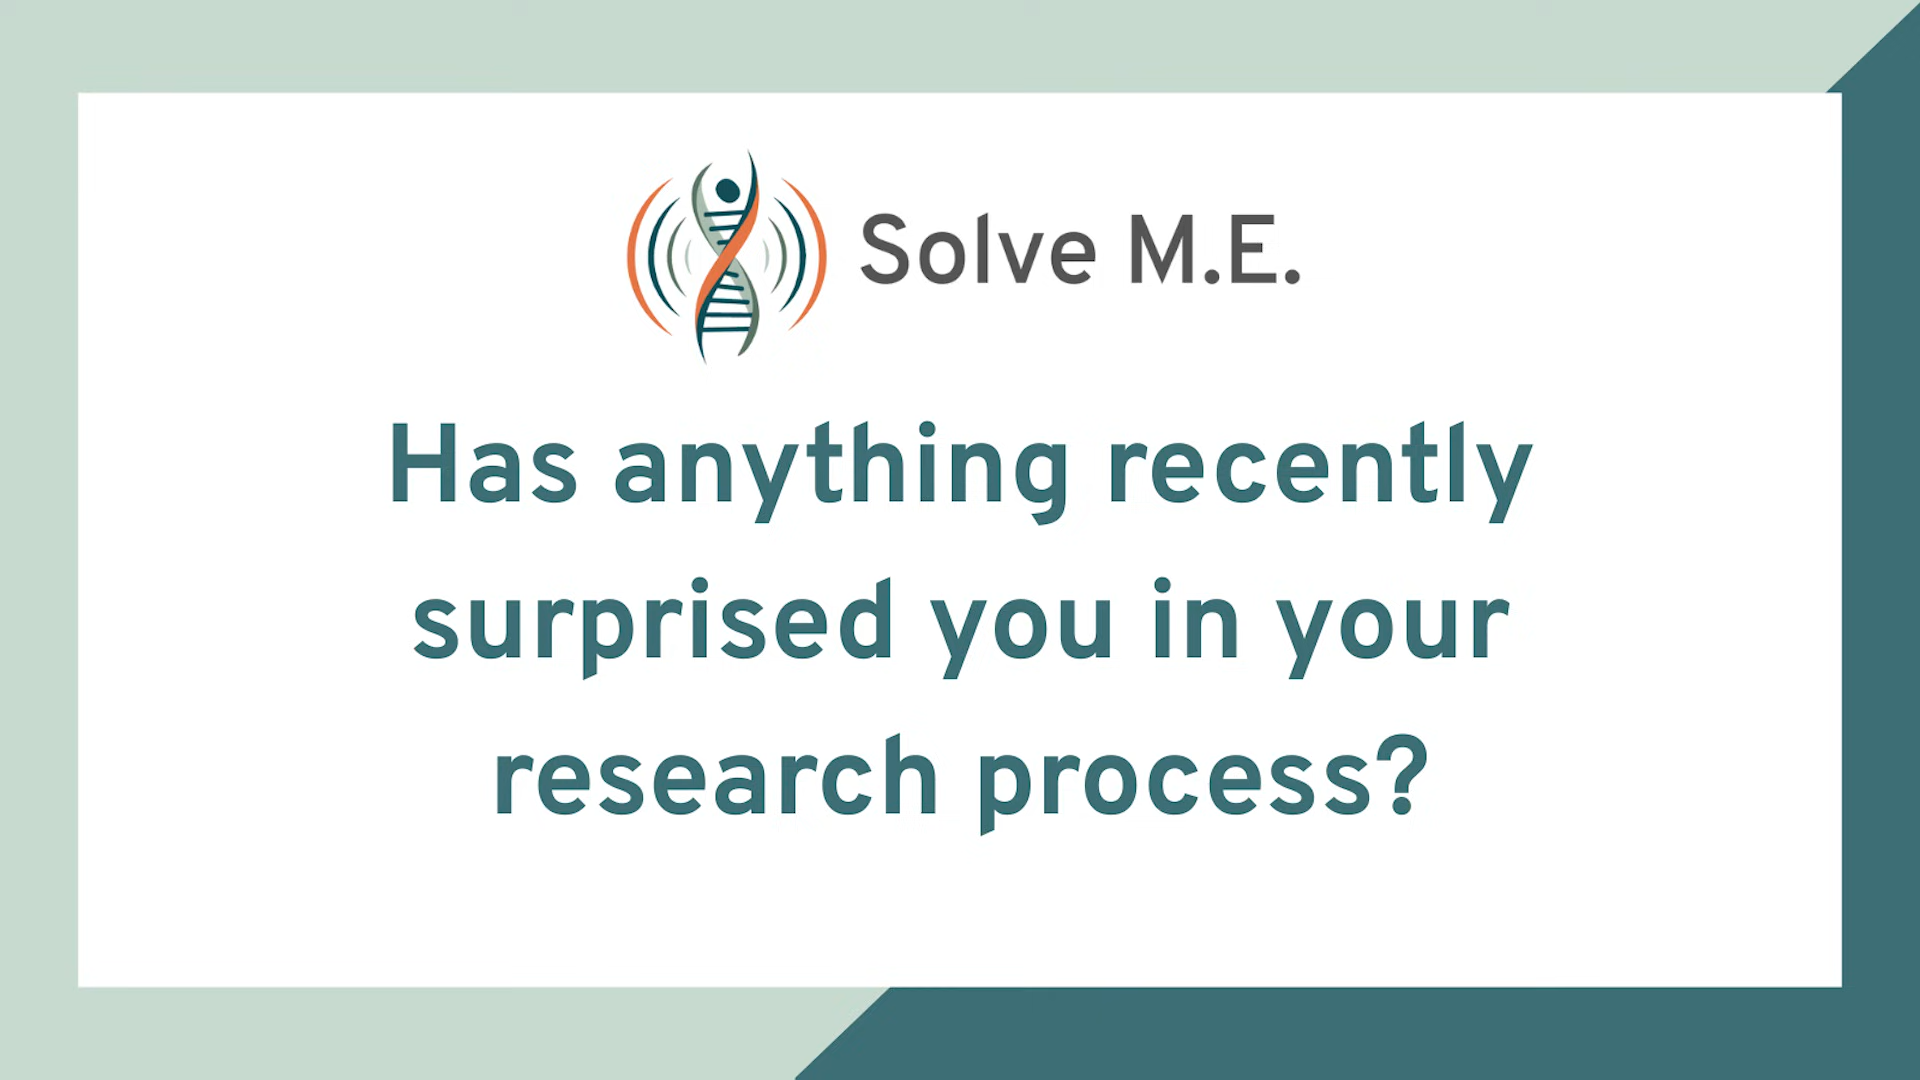 Solve M.E.
Has anything recently
surprised you in your
research process?